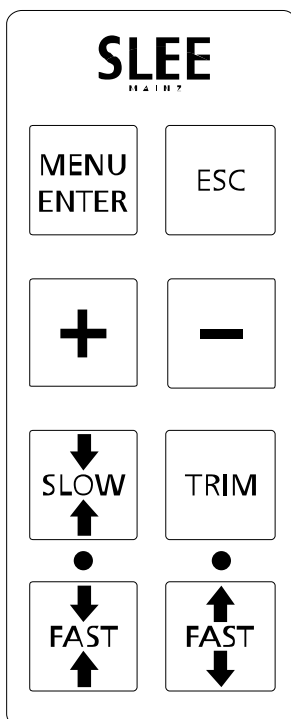 SLEE
MAINZ
MENU
ENTER
ESC
+
−
SLOW
TRIM
FAST
FAST